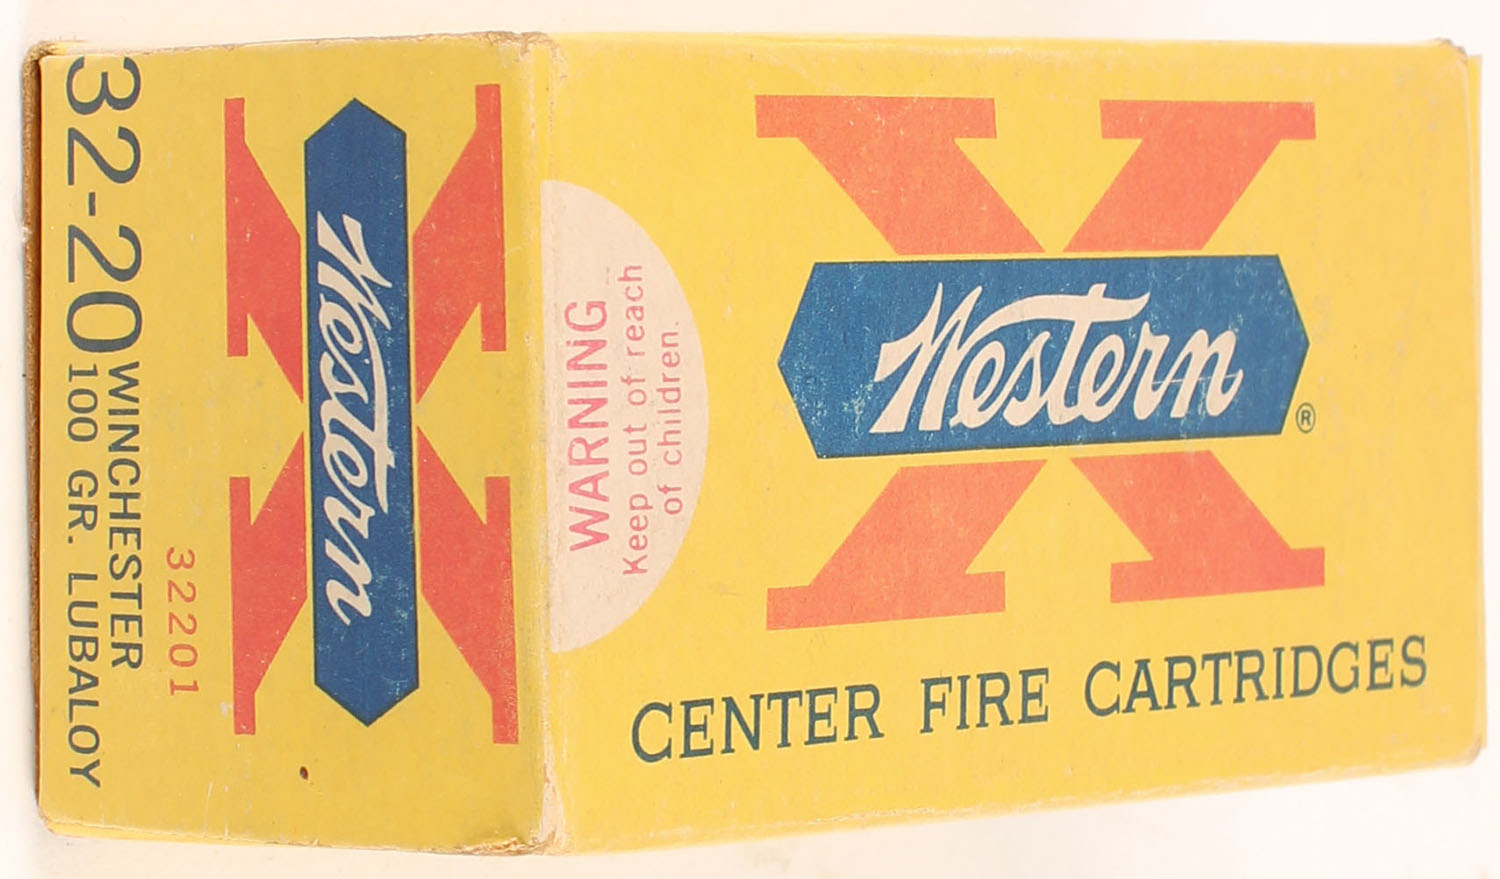 Western
®
CENTER FIRE CARTRIDGES
WARNING
Keep out of reach
of children.
Western
32201
32-20 WINCHESTER
100 GR. LUBALOY